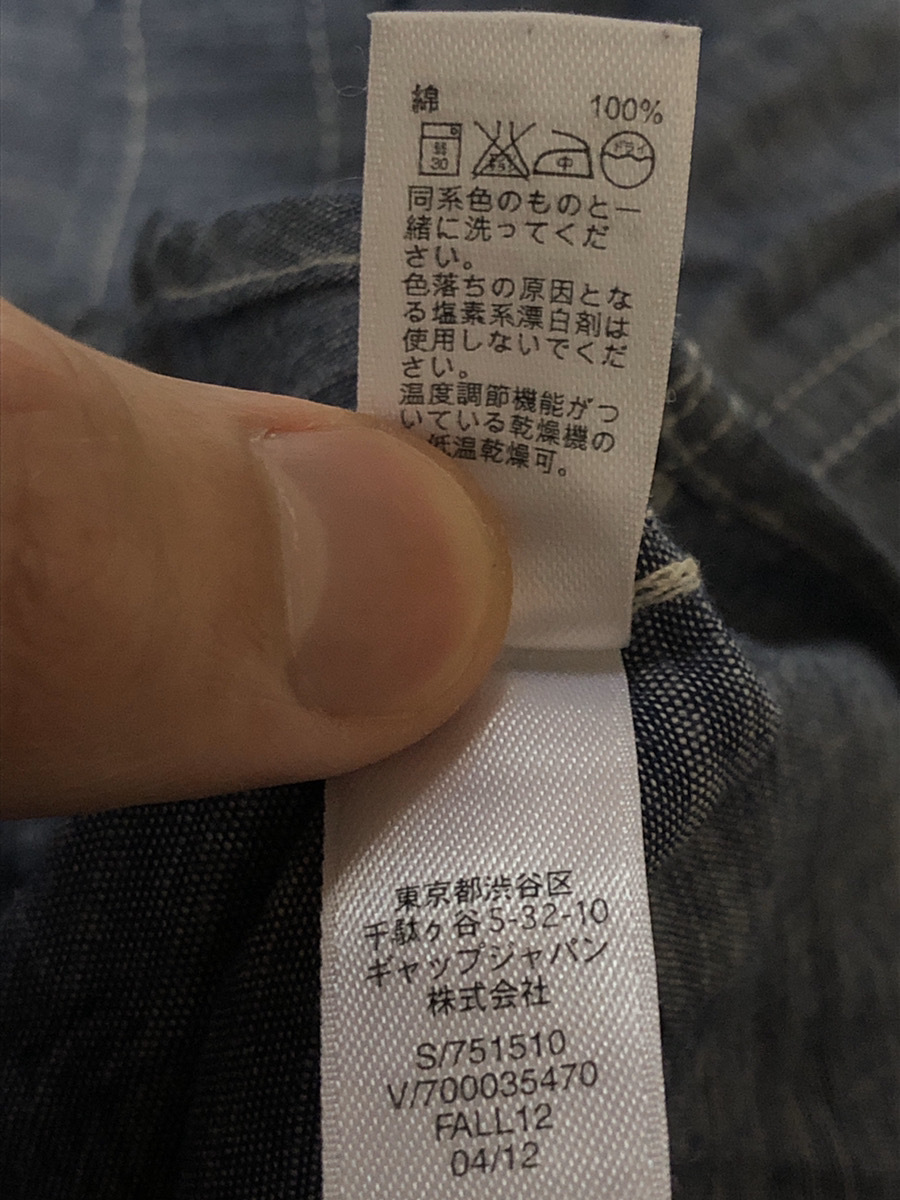 綿 100%
弱 30 中 ドライ
同系色のものと一
緒に洗ってくだ
さい。
色落ちの原因とな
る塩素系漂白剤は
使用しないでくだ
さい。
温度調節機能がつ
いている乾燥機の
低温乾燥可。
東京都渋谷区
千駄ヶ谷5-32-10
ギャップジャパン
株式会社
S/751510
V/700035470
FALL12
04/12